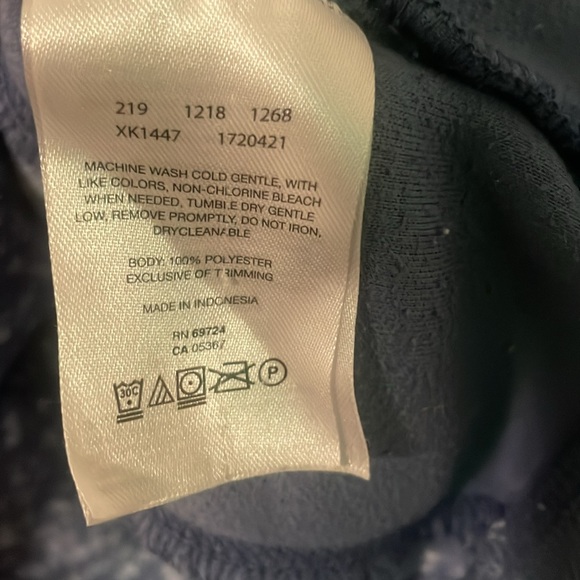 219 1218 1268
XK1447 1720421
MACHINE WASH COLD GENTLE, WITH
LIKE COLORS, NON-CHLORINE BLEACH
WHEN NEEDED, TUMBLE DRY GENTLE
LOW, REMOVE PROMPTLY, DO NOT IRON,
DRYCLEANABLE
BODY: 100% POLYESTER
EXCLUSIVE OF TRIMMING
MADE IN INDONESIA
RN 69724
CA 05367
30C P